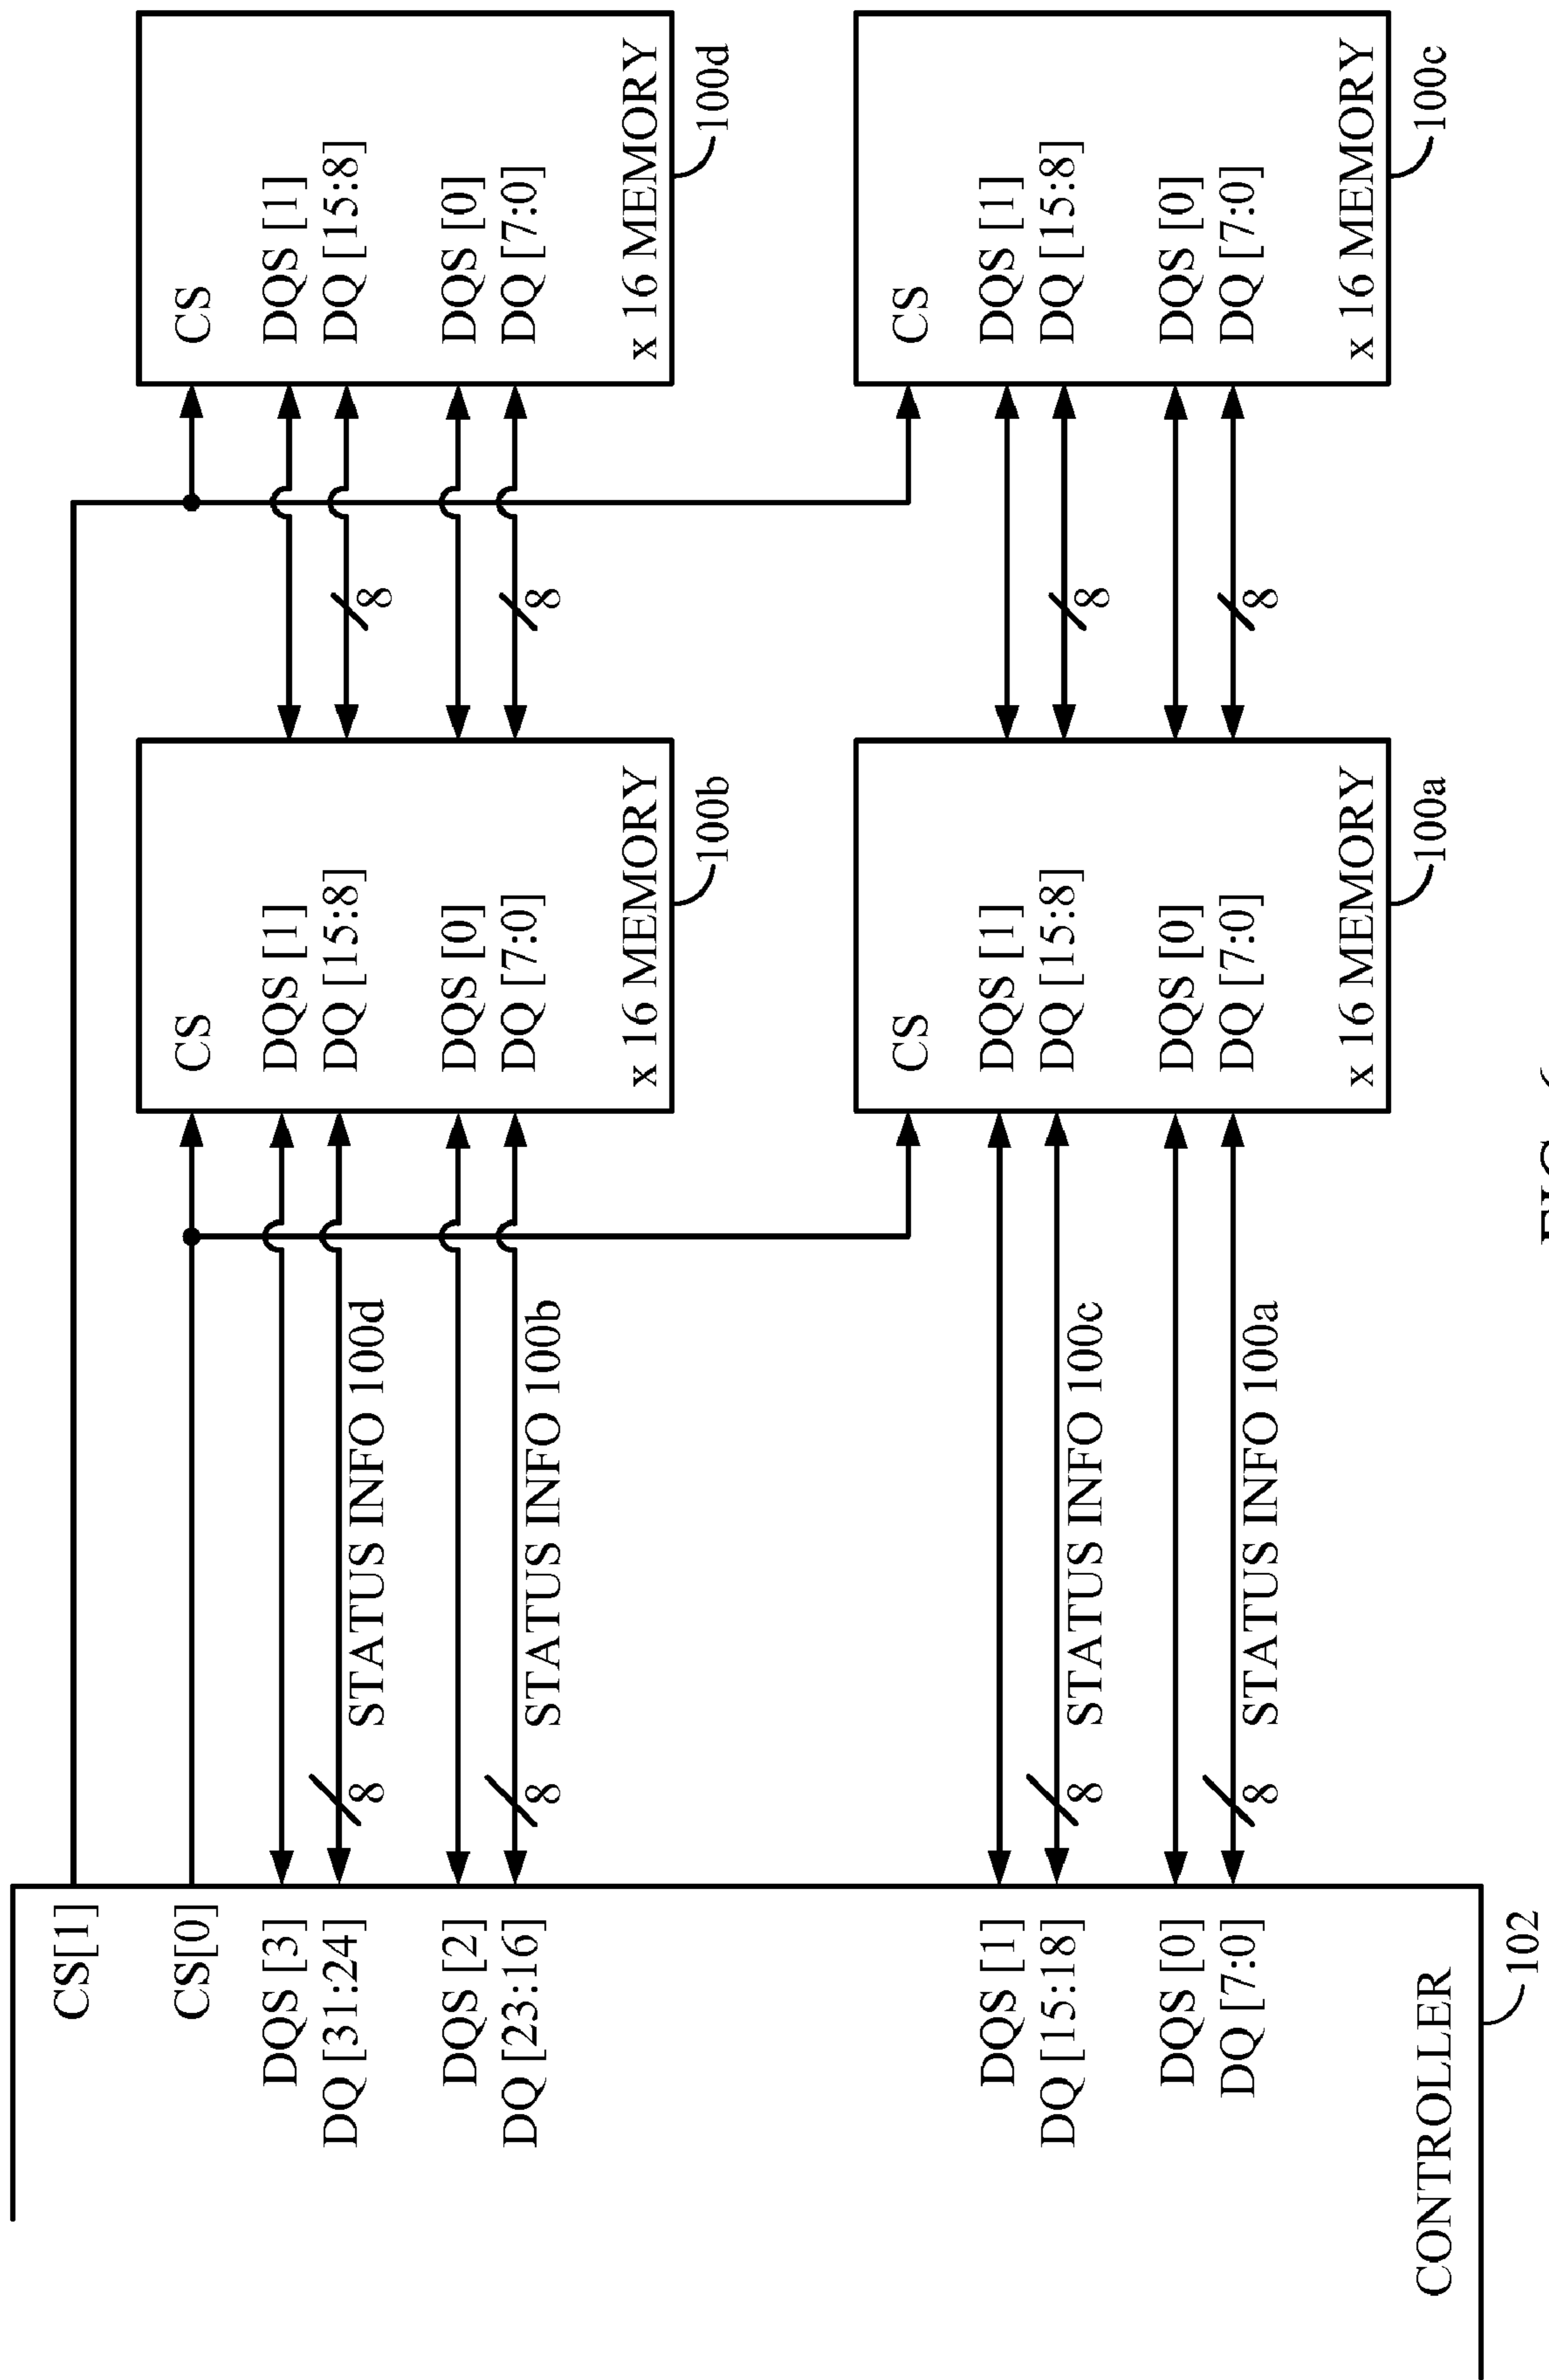 CS[1]
CS[0]
DQS [3]
DQ [31:24]
DQS [2]
DQ [23:16]
DQS [1]
DQ [15:18]
DQS [0]
DQ [7:0]
CONTROLLER
102
8 STATUS INFO 100d
8 STATUS INFO 100b
8 STATUS INFO 100c
8 STATUS INFO 100a
CS
DQS [1]
DQ [15:8]
DQS [0]
DQ [7:0]
x 16 MEMORY
100b
CS
DQS [1]
DQ [15:8]
DQS [0]
DQ [7:0]
x 16 MEMORY
100a
8
8
8
8
CS
DQS [1]
DQ [15:8]
DQS [0]
DQ [7:0]
x 16 MEMORY
100d
CS
DQS [1]
DQ [15:8]
DQS [0]
DQ [7:0]
x 16 MEMORY
100c